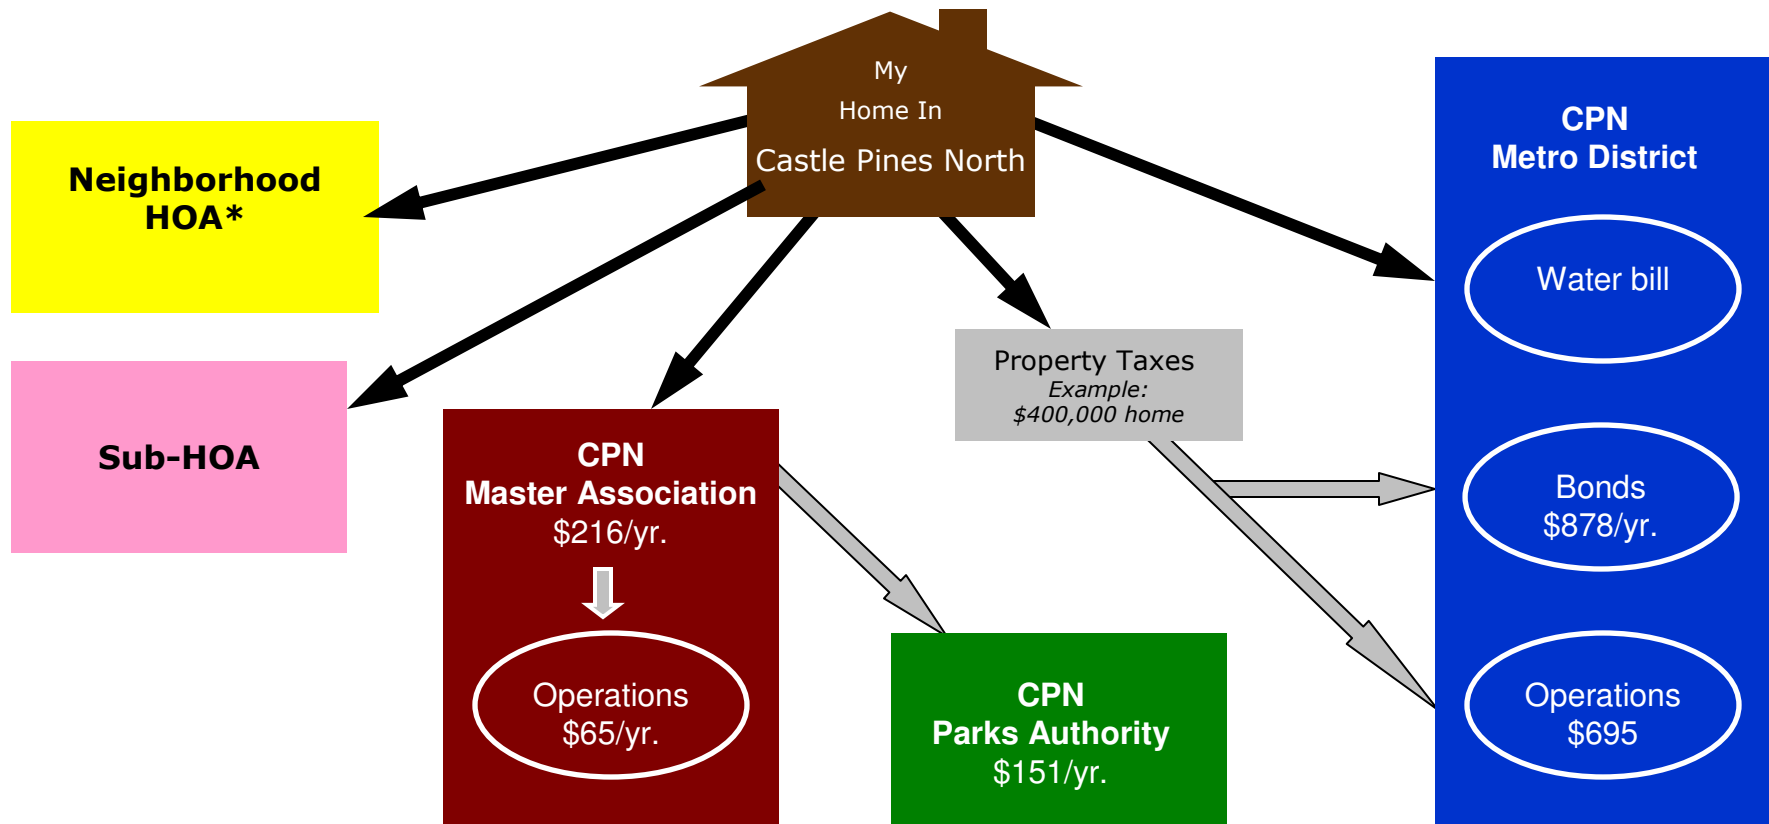 My
Home In
Castle Pines North
Neighborhood
HOA*
Sub-HOA
CPN
Master Association
$216/yr.
Operations
$65/yr.
Property Taxes
Example:
$400,000 home
CPN
Parks Authority
$151/yr.
CPN
Metro District
Water bill
Bonds
$878/yr.
Operations
$695